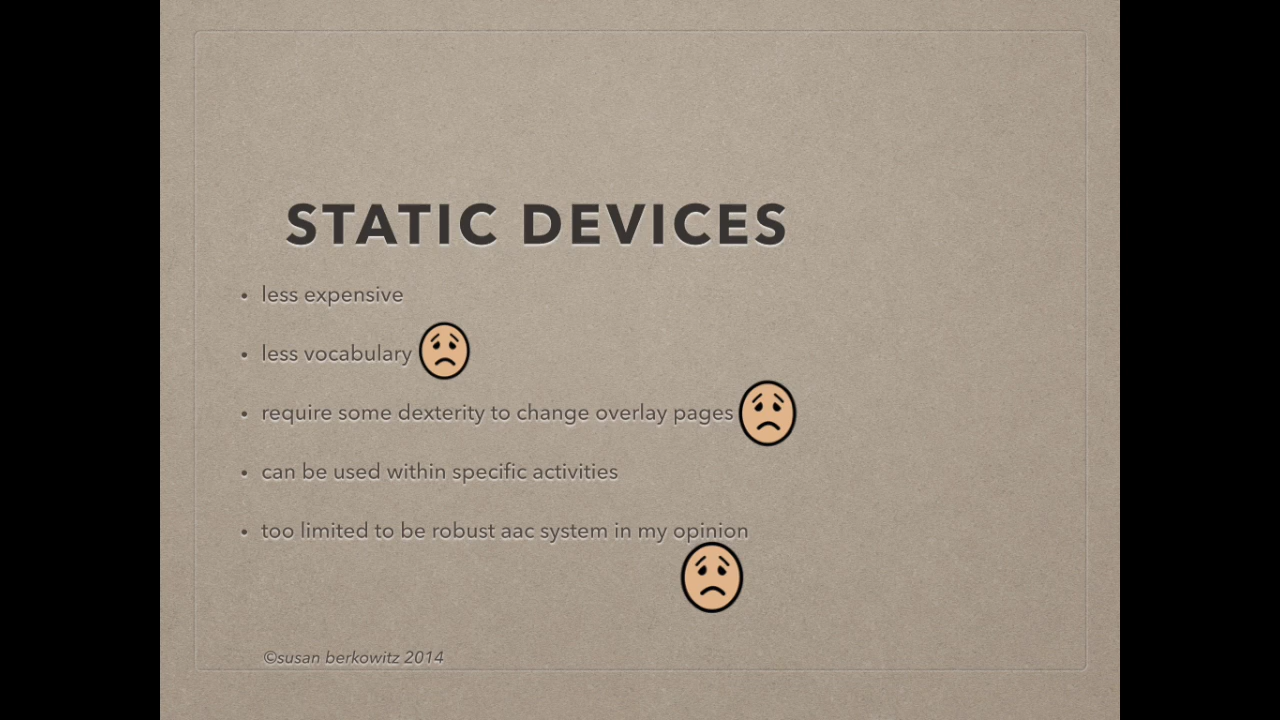 STATIC DEVICES
• less expensive
• less vocabulary
• require some dexterity to change overlay pages
• can be used within specific activities
• too limited to be robust aac system in my opinion
©susan berkowitz 2014